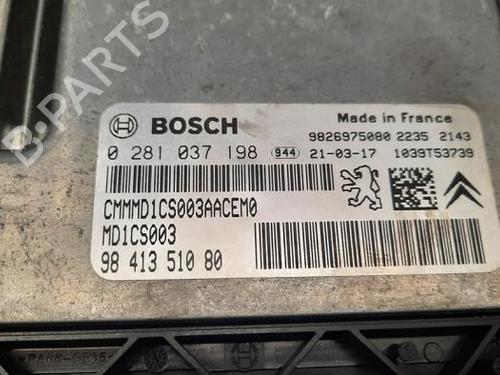 BOSCH
Made in France
9826975080 2235 2143
0 281 037 198 944 21-03-17 1039T53739
CMMMD1CS003AACEM0
MD1CS003
98 413 510 80